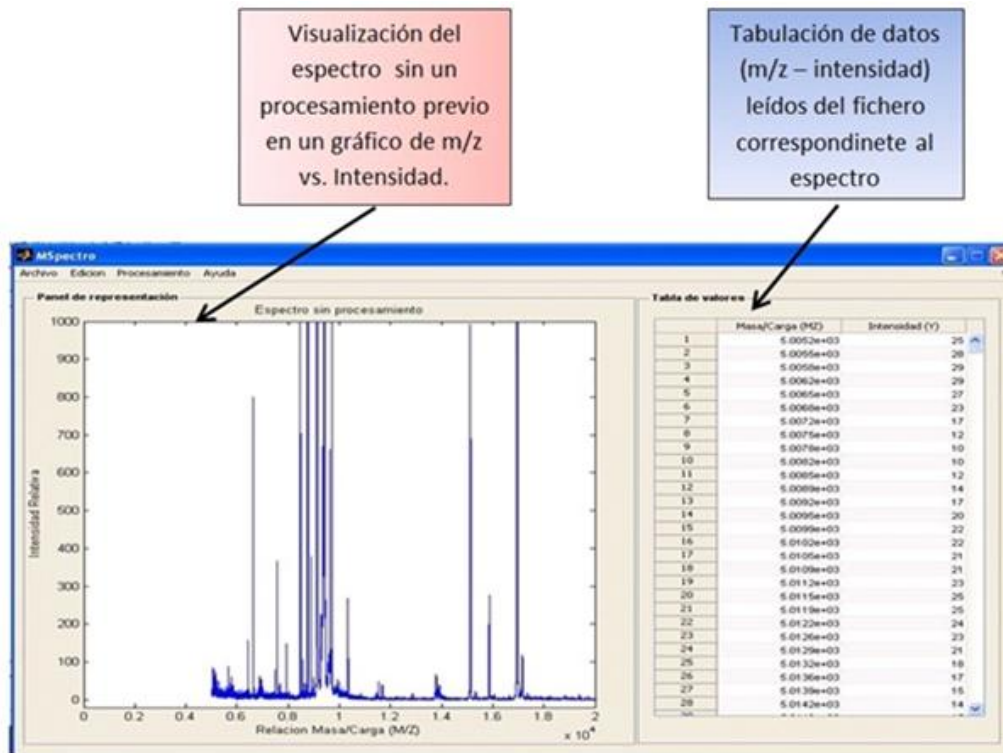 Visualización del
espectro sin un
procesamiento previo
en un gráfico de m/z
vs. Intensidad.
Tabulación de datos
(m/z – intensidad)
leídos del fichero
correspondinete al
espectro
MSpectro
Archivo Edicion Procesamiento Ayuda
Panel de representación
Espectro sin procesamiento
1000
900
800
700
600
500
400
300
200
100
0
Intensidad Relativa
0 0.2 0.4 0.6 0.8 1 1.2 1.4 1.6 1.8 2
Relacion Masa/Carga (M/Z)
x 10⁴
Tabla de valores
Masa/Carga (MZ) Intensidad (Y)
1 5.0052e+03 25
2 5.0055e+03 28
3 5.0058e+03 29
4 5.0062e+03 29
5 5.0065e+03 27
6 5.0068e+03 23
7 5.0072e+03 17
8 5.0075e+03 12
9 5.0078e+03 10
10 5.0082e+03 10
11 5.0085e+03 12
12 5.0089e+03 14
13 5.0092e+03 17
14 5.0095e+03 20
15 5.0099e+03 22
16 5.0102e+03 22
17 5.0105e+03 21
18 5.0109e+03 21
19 5.0112e+03 23
20 5.0115e+03 25
21 5.0119e+03 25
22 5.0122e+03 24
23 5.0126e+03 23
24 5.0129e+03 21
25 5.0132e+03 18
26 5.0136e+03 17
27 5.0139e+03 15
28 5.0142e+03 14